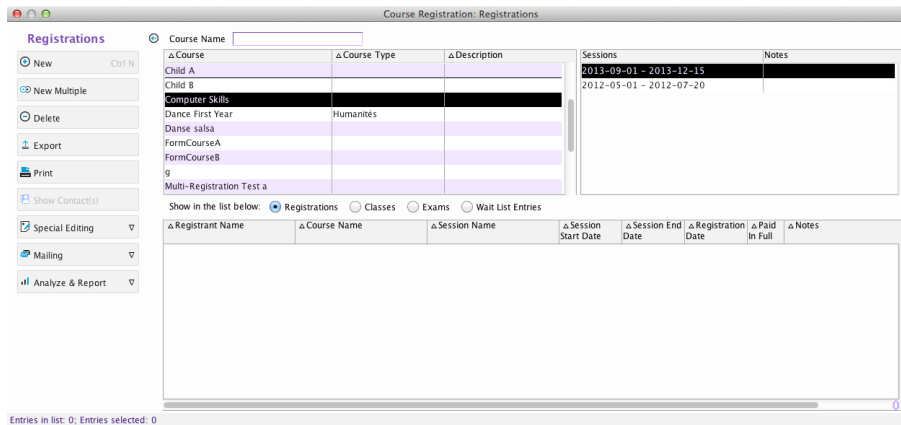 Course Registration: Registrations
Registrations
Course Name
New Ctrl N
New Multiple
Delete
Export
Print
Show Contact(s)
Special Editing
Mailing
Analyze & Report
Course Course Type Description
Child A
Child B
Computer Skills
Dance First Year Humanités
Danse salsa
FormCourseA
FormCourseB
g
Multi-Registration Test a
Sessions Notes
2013-09-01 - 2013-12-15
2012-05-01 - 2012-07-20
Show in the list below: Registrations Classes Exams Wait List Entries
Registrant Name Course Name Session Name Session Start Date Session End Date Registration Date Paid In Full Notes
0
Entries in list: 0; Entries selected: 0